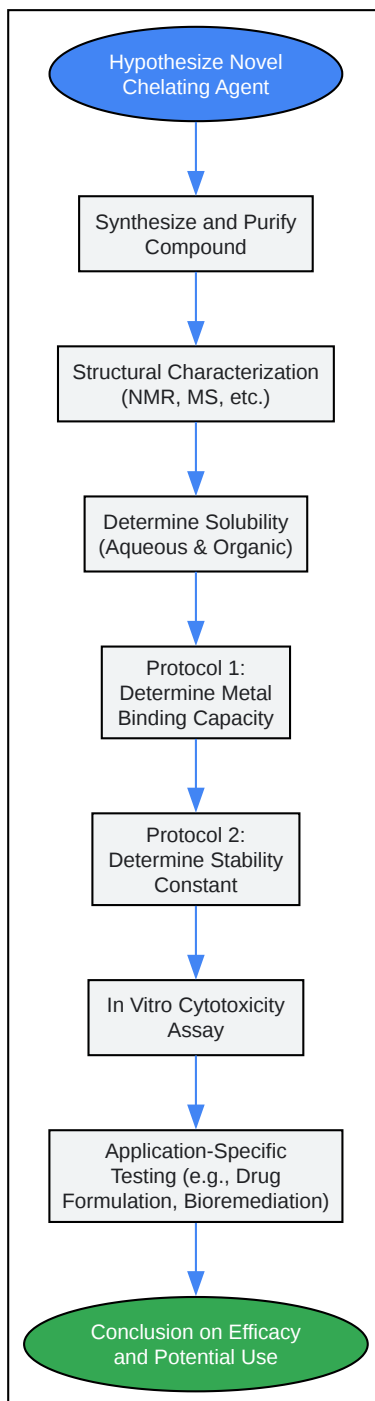 Hypothesize Novel
Chelating Agent
Synthesize and Purify
Compound
Structural Characterization
(NMR, MS, etc.)
Determine Solubility
(Aqueous & Organic)
Protocol 1:
Determine Metal
Binding Capacity
Protocol 2:
Determine Stability
Constant
In Vitro Cytotoxicity
Assay
Application-Specific
Testing (e.g., Drug
Formulation, Bioremediation)
Conclusion on Efficacy
and Potential Use